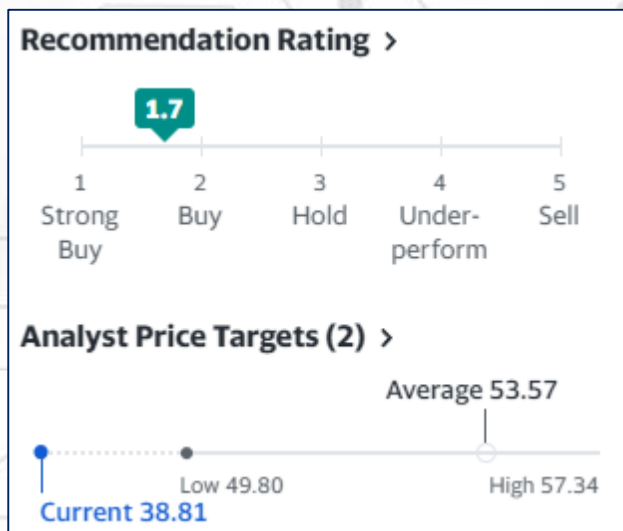 Recommendation Rating >
1.7
1 2 3 4 5
Strong Buy Hold Under- Sell
Buy perform
Analyst Price Targets (2) >
Average 53.57
Low 49.80 High 57.34
Current 38.81